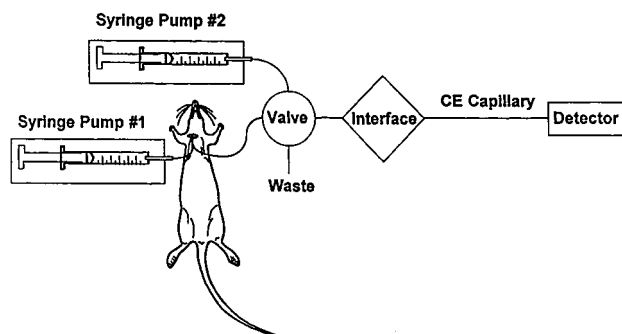 Syringe Pump #2
Syringe Pump #1
Valve
Interface
CE Capillary
Detector
Waste